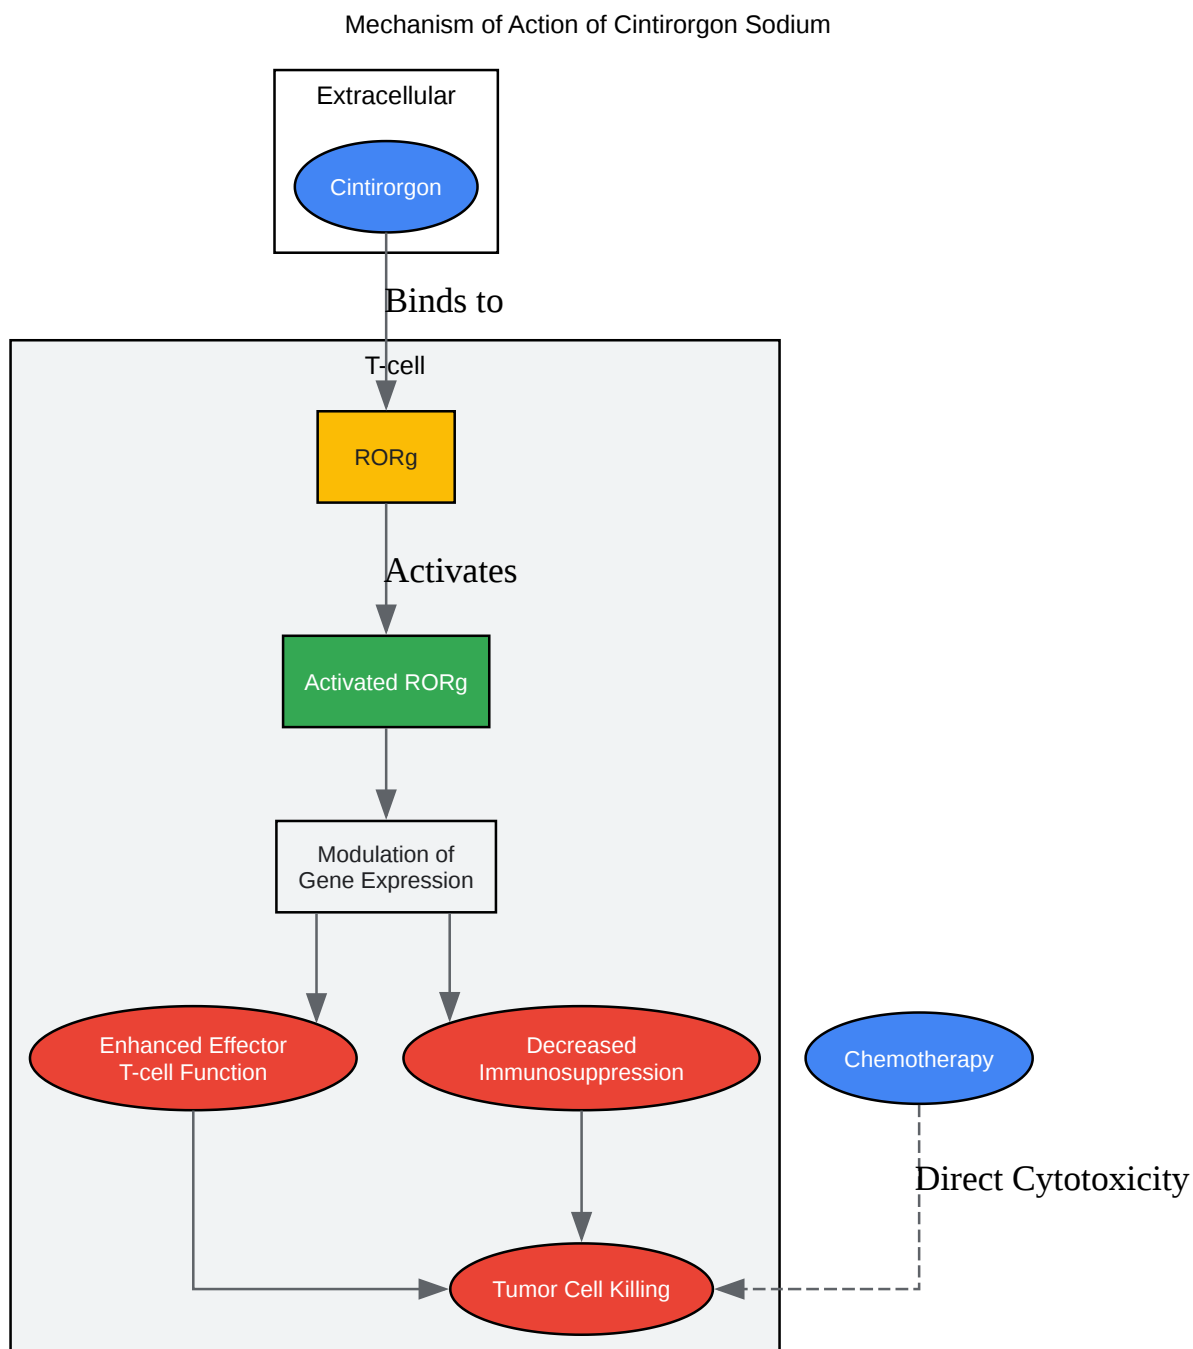 Mechanism of Action of Cintirorgon Sodium
Extracellular
Cintirorgon
Binds to
T-cell
RORg
Activates
Activated RORg
Modulation of
Gene Expression
Enhanced Effector
T-cell Function
Decreased
Immunosuppression
Chemotherapy
Direct Cytotoxicity
Tumor Cell Killing